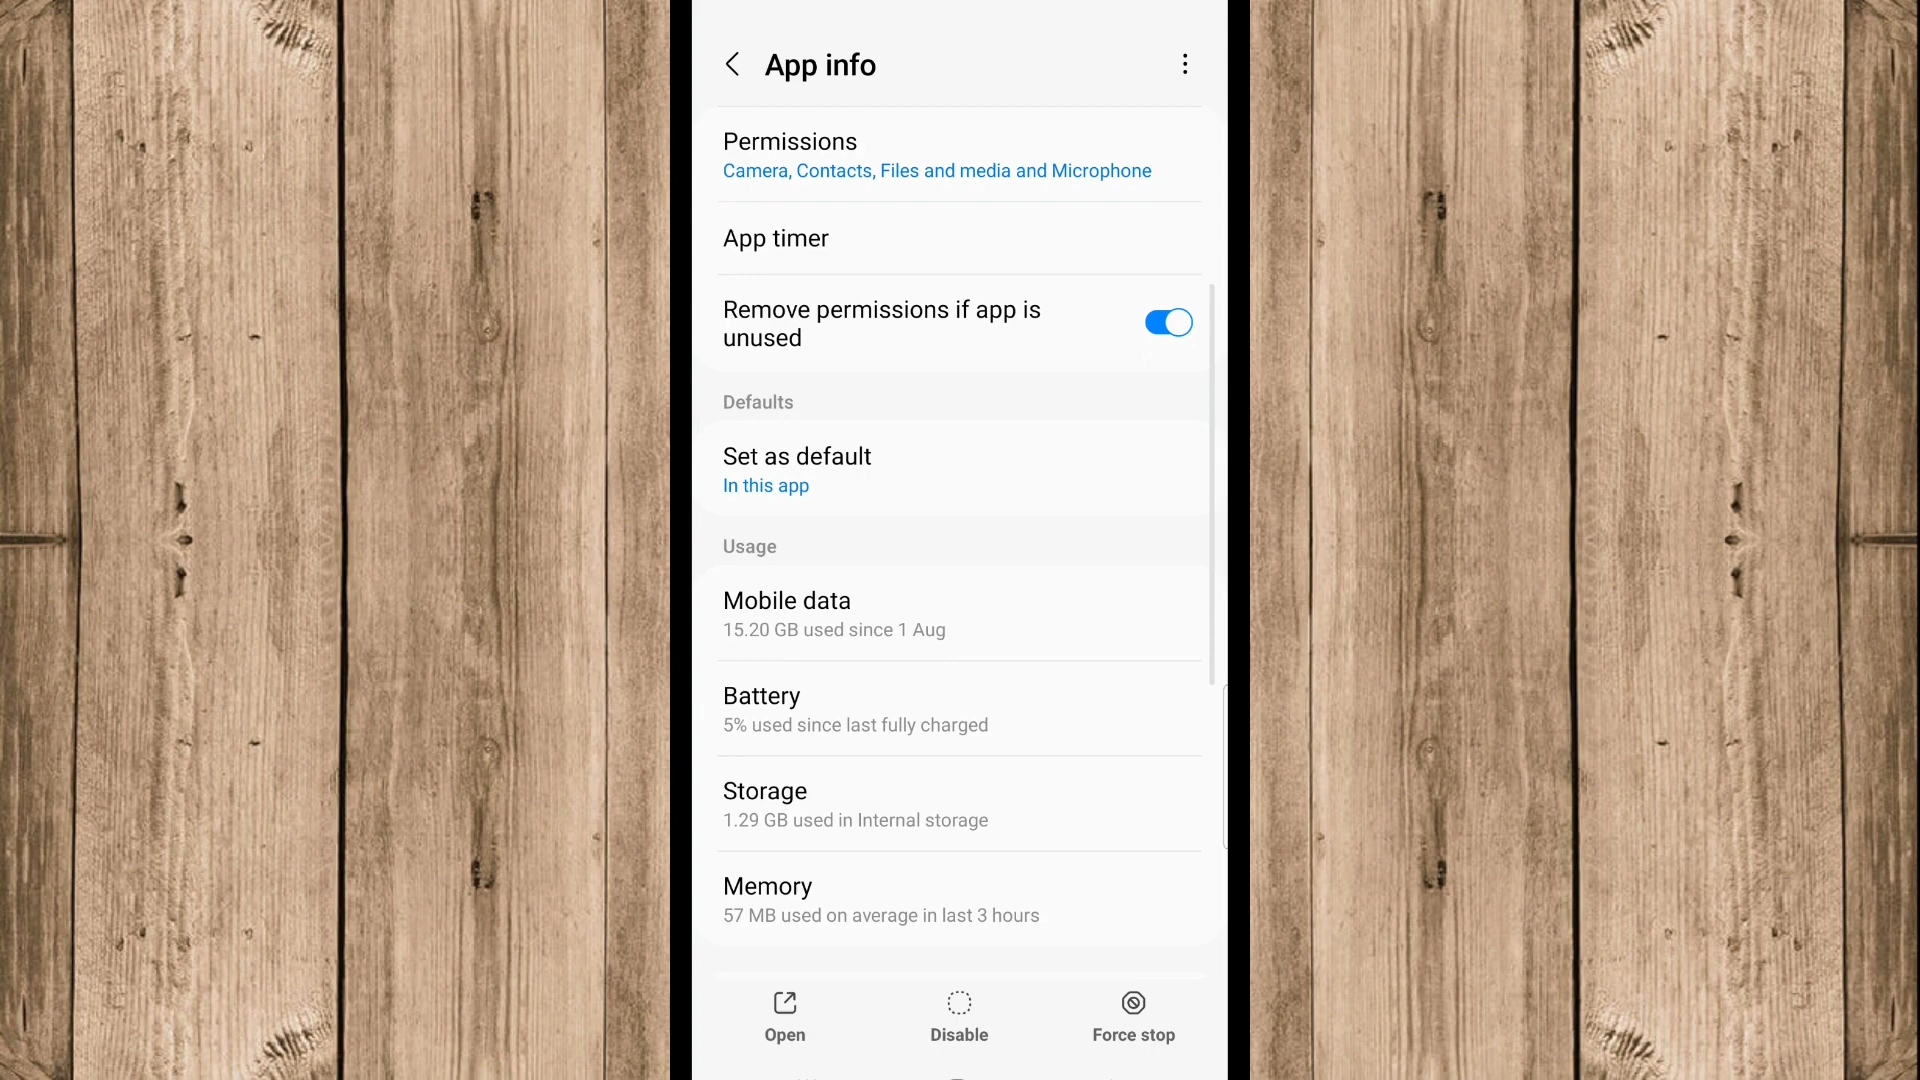 App info
Permissions
Camera, Contacts, Files and media and Microphone
App timer
Remove permissions if app is
unused
Defaults
Set as default
In this app
Usage
Mobile data
15.20 GB used since 1 Aug
Battery
5% used since last fully charged
Storage
1.29 GB used in Internal storage
Memory
57 MB used on average in last 3 hours
Open
Disable
Force stop